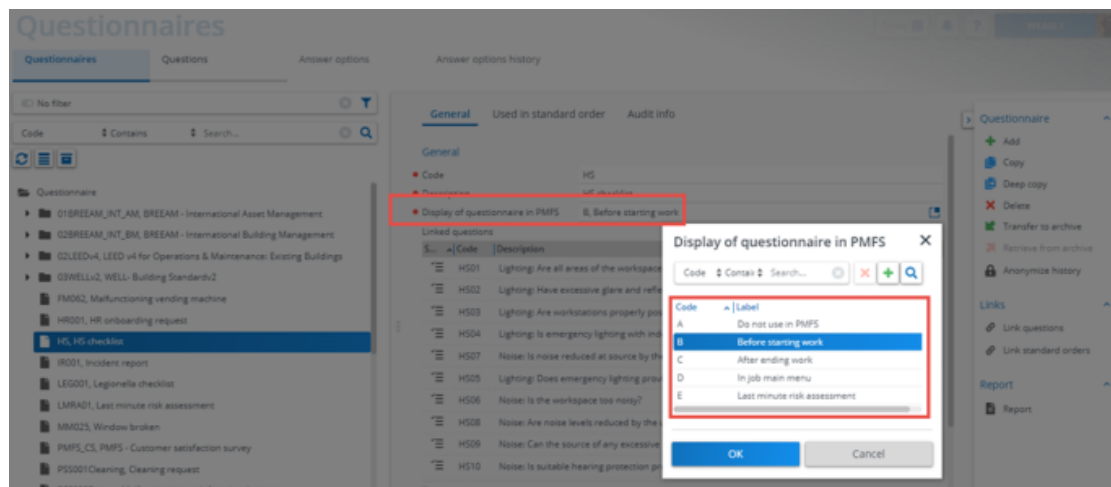 Questionnaires
Questionnaires Questions Answer options Answer options history
No filter
Code Contains Search...
Questionnaire
01BREEAM_INT_AM, BREEAM - International Asset Management
02BREEAM_INT_BM, BREEAM - International Building Management
02LEEDv4, LEED v4 for Operations & Maintenance: Existing Buildings
03WELLv2, WELL- Building Standardv2
FM062, Malfunctioning vending machine
HR001, HR onboarding request
HS, HS checklist
IR001, Incident report
LEG001, Legionella checklist
LMRA01, Last minute risk assessment
MM025, Window broken
PMFS_CS, PMFS - Customer satisfaction survey
PSS001Cleaning, Cleaning request
General Used in standard order Audit info
General
Code HS
Description HS checklist
Display of questionnaire in PMFS B, Before starting work
Linked questions
S... Code Description
HS01 Lighting: Are all areas of the workspace
HS02 Lighting: Have excessive glare and
HS03 Lighting: Are workstations properly
HS04 Lighting: Is emergency lighting with
HS07 Noise: Is noise reduced at source by
HS05 Lighting: Does emergency lighting
HS06 Noise: Is the workspace too noisy?
HS08 Noise: Are noise levels reduced by the
HS09 Noise: Can the source of any excessive
HS10 Noise: Is suitable hearing protection
Display of questionnaire in PMFS
Code Contain Search...
Code Label
A Do not use in PMFS
B Before starting work
C After ending work
D In job main menu
E Last minute risk assessment
OK Cancel
Questionnaire
Add
Copy
Deep copy
Delete
Transfer to archive
Retrieve from archive
Anonymize history
Links
Link questions
Link standard orders
Report
Report